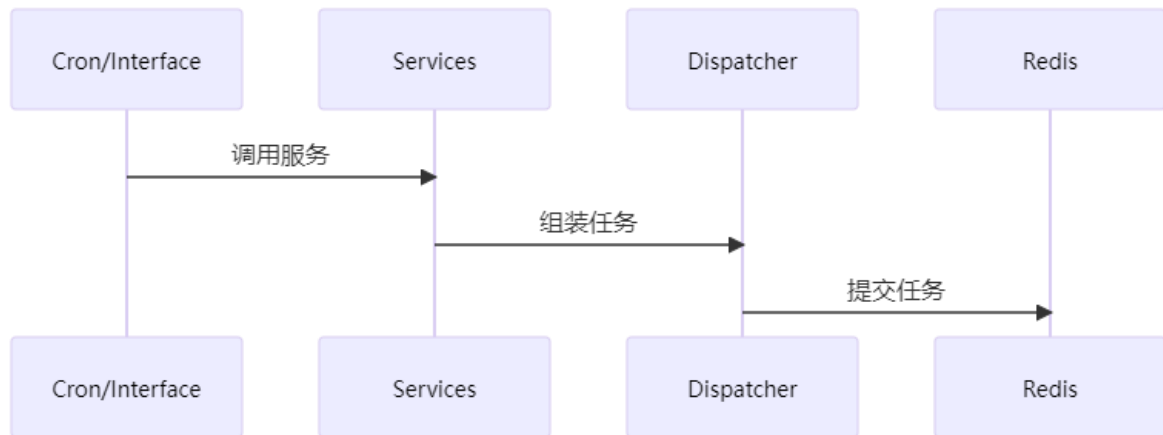 Cron/Interface
Services
Dispatcher
Redis
调用服务
组装任务
提交任务
Cron/Interface
Services
Dispatcher
Redis